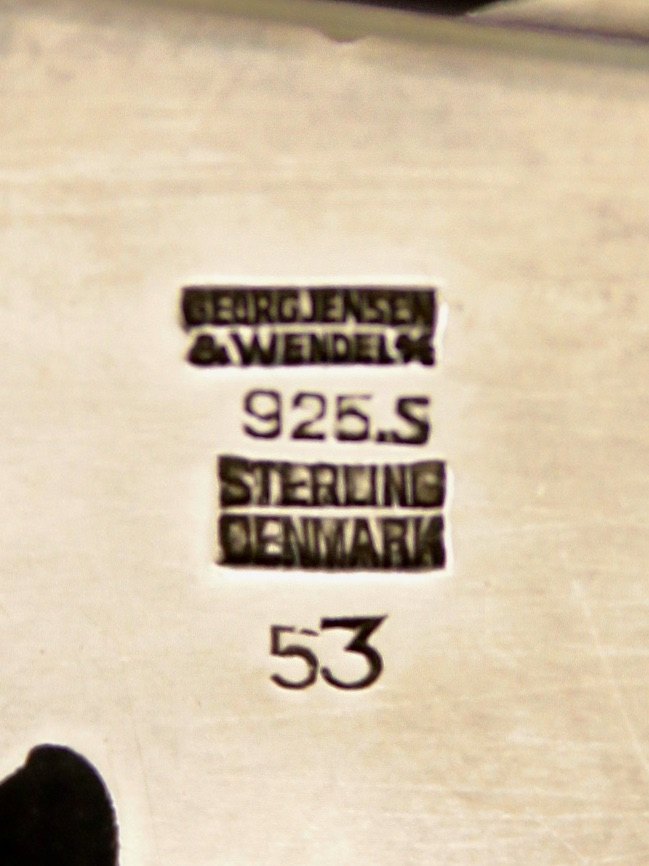 GEORG JENSEN
& WENDEL A/S
925.S
STERLING
DENMARK
53